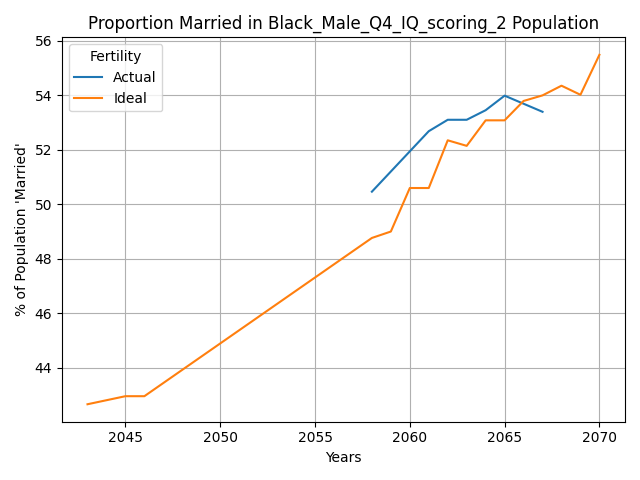 Proportion Married in Black_Male_Q4_IQ_scoring_2 Population
Fertility
Actual
Ideal
% of Population 'Married'
56
54
52
50
48
46
44
2045 2050 2055 2060 2065 2070
Years